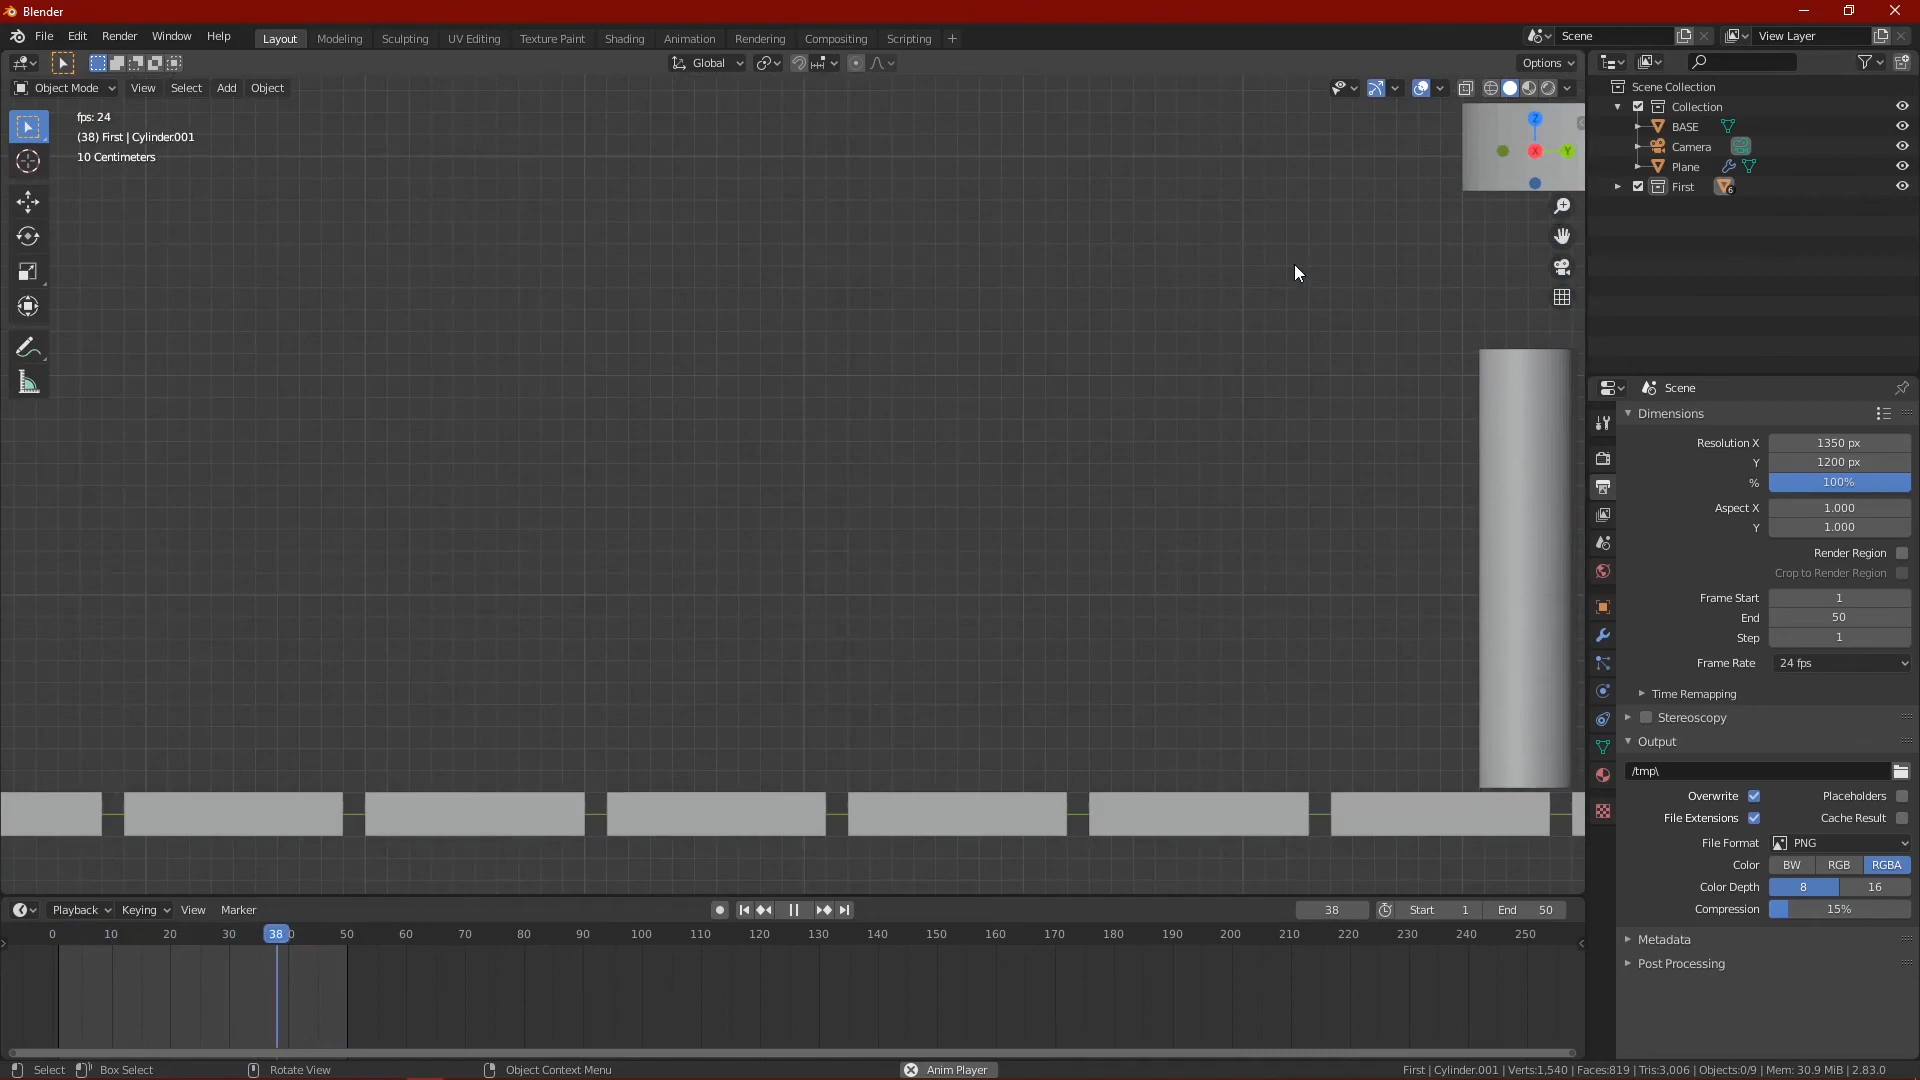 Blender
File Edit Render Window Help Layout Modeling Sculpting UV Editing Texture Paint Shading Animation Rendering Compositing Scripting + Scene View Layer
Global Options
Object Mode View Select Add Object
fps: 24
(38) First | Cylinder.001
10 Centimeters
Z
X
Y
Scene Collection
Collection
BASE
Camera
Plane
First
6
Scene
Dimensions
Resolution X 1350 px
Y 1200 px
% 100%
Aspect X 1.000
Y 1.000
Render Region
Crop to Render Region
Frame Start 1
End 50
Step 1
Frame Rate 24 fps
Time Remapping
Stereoscopy
Output
/tmp\
Overwrite Placeholders
File Extensions Cache Result
File Format PNG
Color BW RGB RGBA
Color Depth 8 16
Compression 15%
Metadata
Post Processing
Playback Keying View Marker 38 Start 1 End 50
0 10 20 30 38 0 50 60 70 80 90 100 110 120 130 140 150 160 170 180 190 200 210 220 230 240 250
Select Box Select Rotate View Object Context Menu Anim Player First | Cylinder.001 | Verts:1,540 | Faces:819 | Tris:3,006 | Objects:0/9 | Mem: 30.9 MiB | 2.83.0